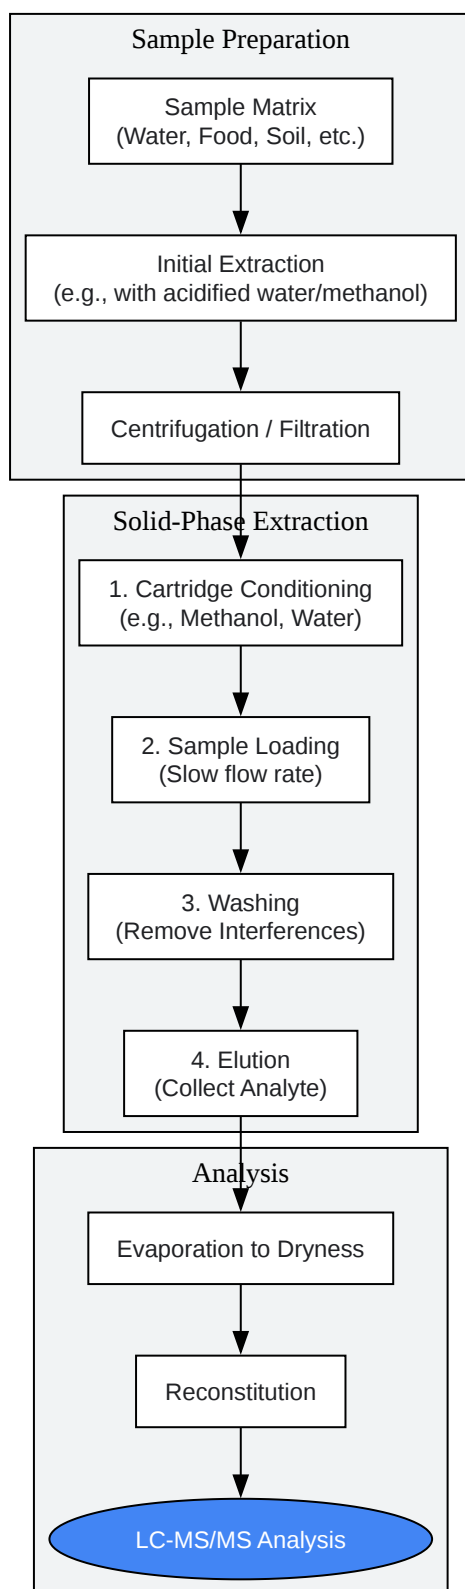 Sample Preparation
Sample Matrix
(Water, Food, Soil, etc.)
Initial Extraction
(e.g., with acidified water/methanol)
Centrifugation / Filtration
Solid-Phase Extraction
1. Cartridge Conditioning
(e.g., Methanol, Water)
2. Sample Loading
(Slow flow rate)
3. Washing
(Remove Interferences)
4. Elution
(Collect Analyte)
Analysis
Evaporation to Dryness
Reconstitution
LC-MS/MS Analysis